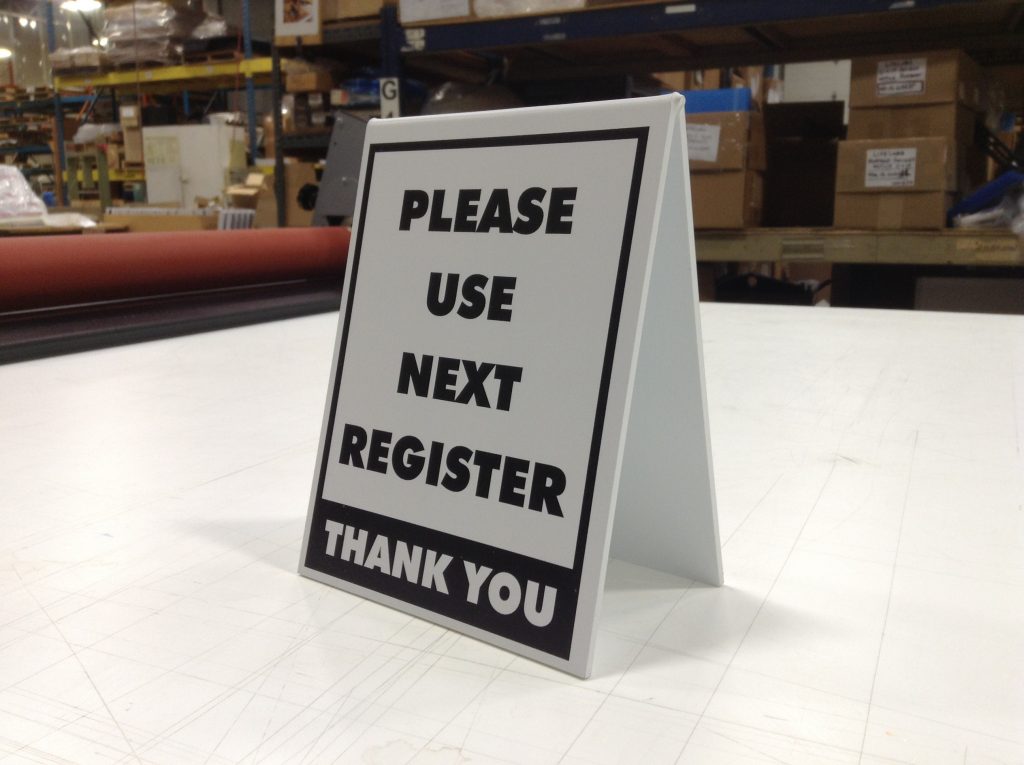 G
PLEASE
USE
NEXT
REGISTER
THANK YOU